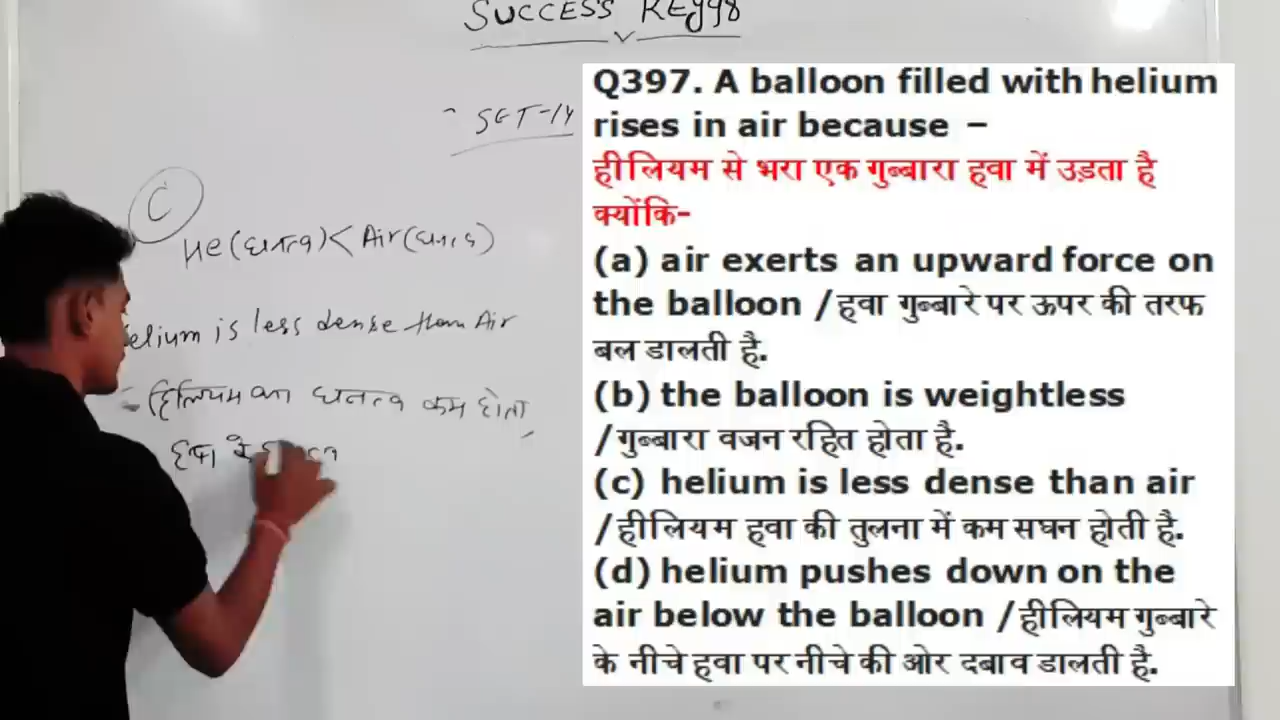 SUCCESS KEY98
SET-14
C
He (घनत्व) < Air (घनत्व)
elium is less dense than Air
- हिलियम का घनत्व कम होता
हवा के
Q397. A balloon filled with helium
rises in air because –
हीलियम से भरा एक गुब्बारा हवा में उड़ता है
क्योंकि-
(a) air exerts an upward force on
the balloon /हवा गुब्बारे पर ऊपर की तरफ
बल डालती है.
(b) the balloon is weightless
/गुब्बारा वजन रहित होता है.
(c) helium is less dense than air
/हीलियम हवा की तुलना में कम सघन होती है.
(d) helium pushes down on the
air below the balloon /हीलियम गुब्बारे
के नीचे हवा पर नीचे की ओर दबाव डालती है.